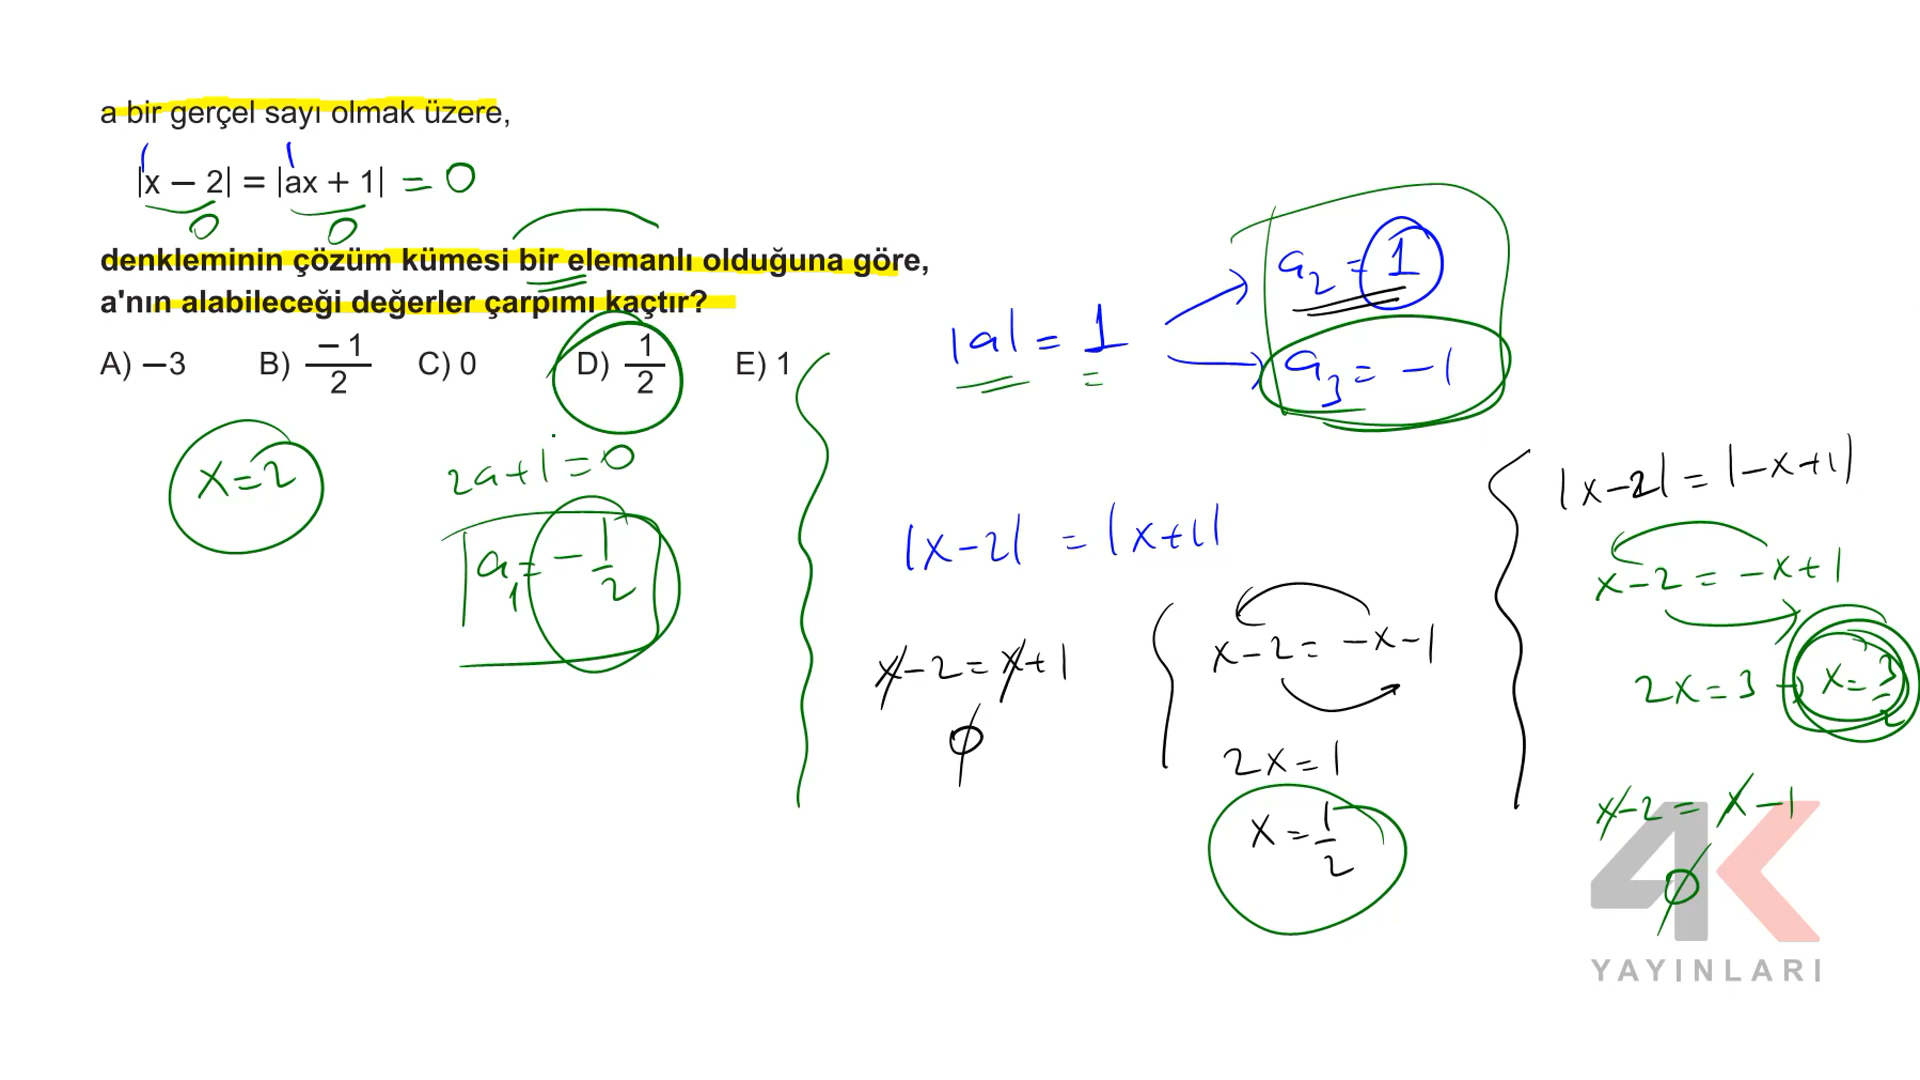 a bir gerçel sayı olmak üzere,
|x − 2| = |ax + 1| = 0
0 0
denkleminin çözüm kümesi bir elemanlı olduğuna göre,
a'nın alabileceği değerler çarpımı kaçtır?
A) −3 B) −1/2 C) 0 D) 1/2 E) 1
x = 2
2a+1 = 0
a₁ = −1/2
|a| = 1
a₂ = 1
a₃ = −1
|x−2| = |x+1|
x−2 = x+1
∅
x−2 = −x−1
2x = 1
x = 1/2
|x−2| = |−x+1|
x−2 = −x+1
2x = 3 → x = 3/2
x−2 = x−1
∅
4K
YAYINLARI